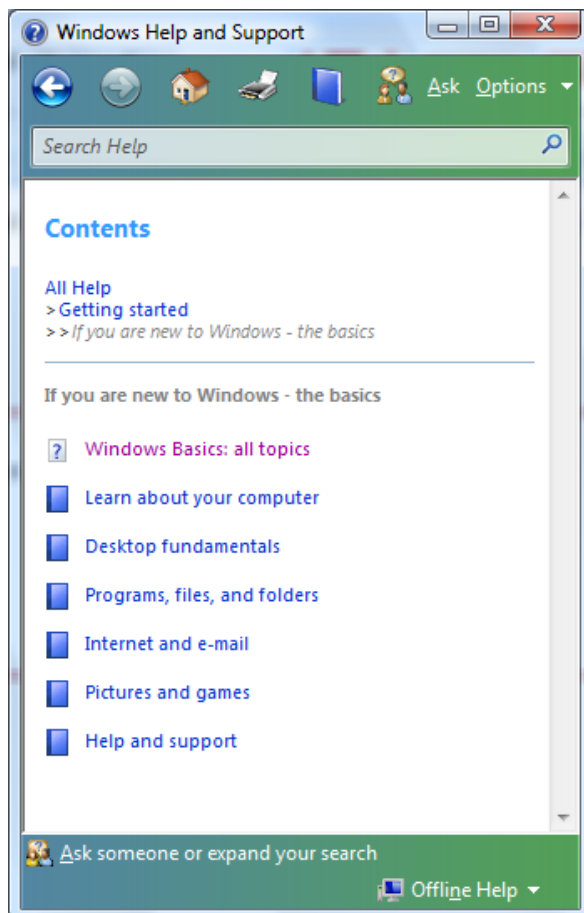 Windows Help and Support
Ask Options
Search Help
Contents
All Help
>Getting started
>>If you are new to Windows - the basics
If you are new to Windows - the basics
Windows Basics: all topics
Learn about your computer
Desktop fundamentals
Programs, files, and folders
Internet and e-mail
Pictures and games
Help and support
Ask someone or expand your search
Offline Help